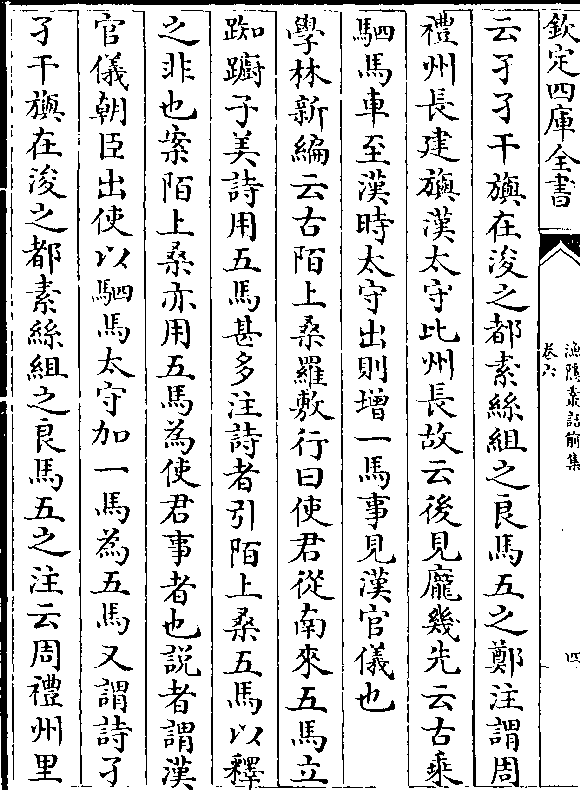 欽定四庫全書
漁隱叢話前集
卷六
四
云孑孑干旟在浚之都素絲組之良馬五之鄭注謂周
禮州長建旟漢太守比州長故云後見龐幾先云古乘
駟馬車至漢時太守出則增一馬事見漢官儀也
學林新編云古陌上桑羅敷行曰使君從南來五馬立
踟躕子美詩用五馬甚多注詩者引陌上桑五馬以釋
之非也案陌上桑亦用五馬為使君事者也説者謂漢
官儀朝臣出使以駟馬太守加一馬為五馬又謂詩孑
孑干旟在浚之都素絲組之良馬五之注云周禮州里